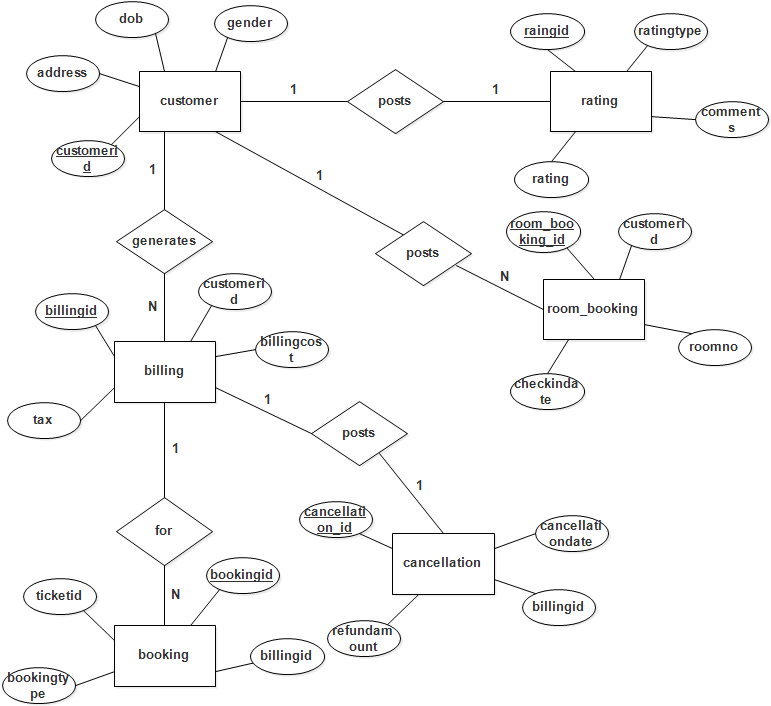 dob
gender
address
customer
customeri
d
1
posts
1
raingid
ratingtype
rating
comment
s
rating
1
generates
N
1
posts
N
room_boo
king_id
customeri
d
room_booking
roomno
checkinda
te
billingid
customeri
d
billingcos
t
billing
tax
1
posts
1
1
for
N
cancellati
on_id
cancellati
ondate
cancellation
billingid
refundam
ount
ticketid
bookingid
booking
billingid
bookingty
pe